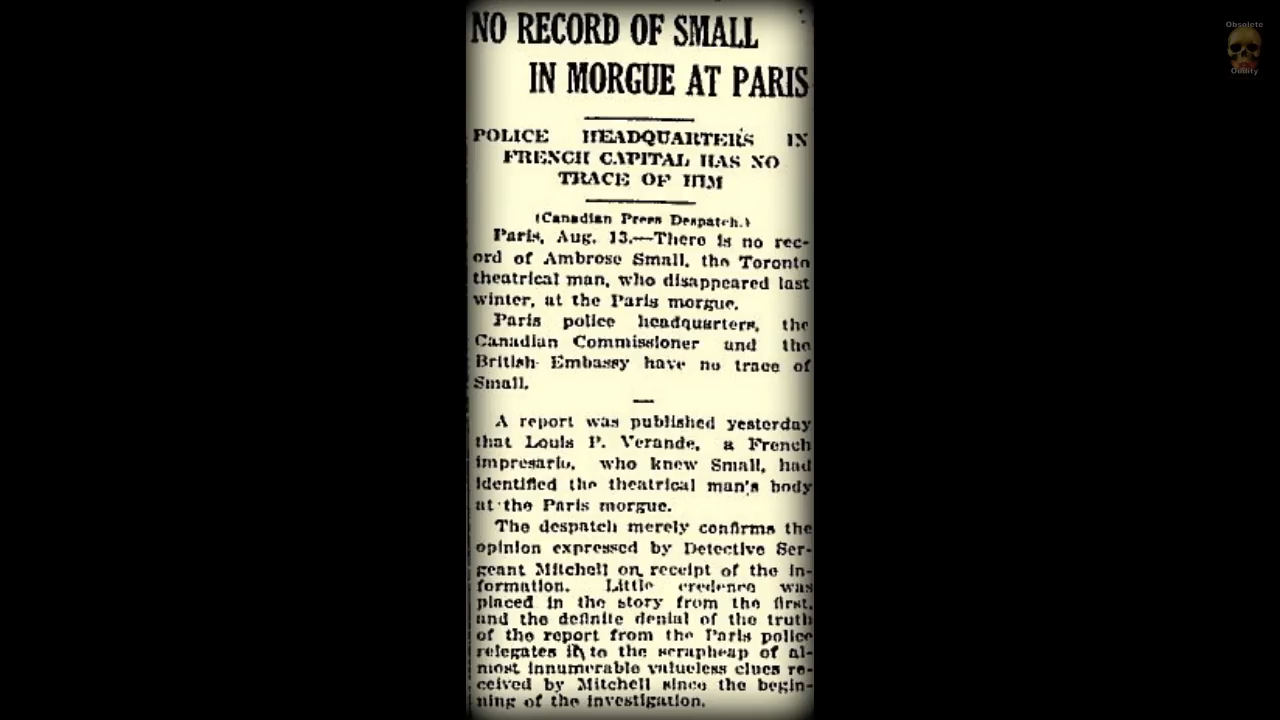 NO RECORD OF SMALL
IN MORGUE AT PARIS
POLICE HEADQUARTERS IN
FRENCH CAPITAL HAS NO
TRACE OF HIM
(Canadian Press Despatch.)
Paris, Aug. 13.—There is no rec-
ord of Ambrose Small, the Toronto
theatrical man, who disappeared last
winter, at the Paris morgue.
Paris police headquarters, the
Canadian Commissioner and the
British Embassy have no trace of
Small.
A report was published yesterday
that Louis P. Verande, a French
impresario, who knew Small, had
identified the theatrical man's body
at the Paris morgue.
The despatch merely confirms the
opinion expressed by Detective Ser-
geant Mitchell on receipt of the in-
formation. Little credence was
placed in the story from the first,
and the definite denial of the truth
of the report from the Paris police
relegates it to the scrapheap of al-
most innumerable valueless clues re-
ceived by Mitchell since the begin-
ning of the investigation.
Obsolete
Oddity